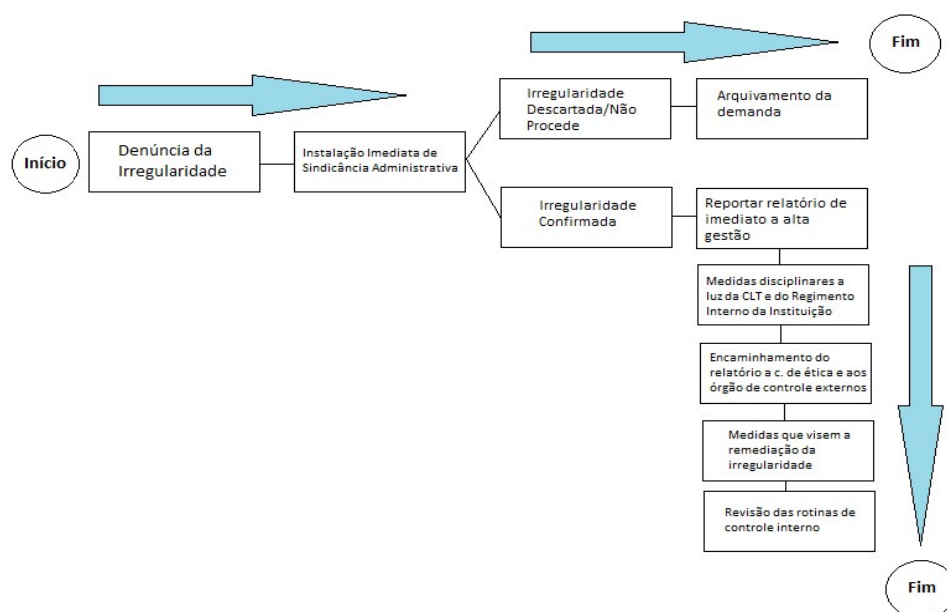 Início
Denúncia da
Irregularidade
Instalação Imediata de
Sindicância Administrativa
Irregularidade
Descartada/Não
Procede
Arquivamento da
demanda
Fim
Irregularidade
Confirmada
Reportar relatório de
imediato a alta
gestão
Medidas disciplinares a
luz da CLT e do Regimento
Interno da Instituição
Encaminhamento do
relatório a c. de ética e aos
órgão de controle externos
Medidas que visem a
remediação da
irregularidade
Revisão das rotinas de
controle interno
Fim